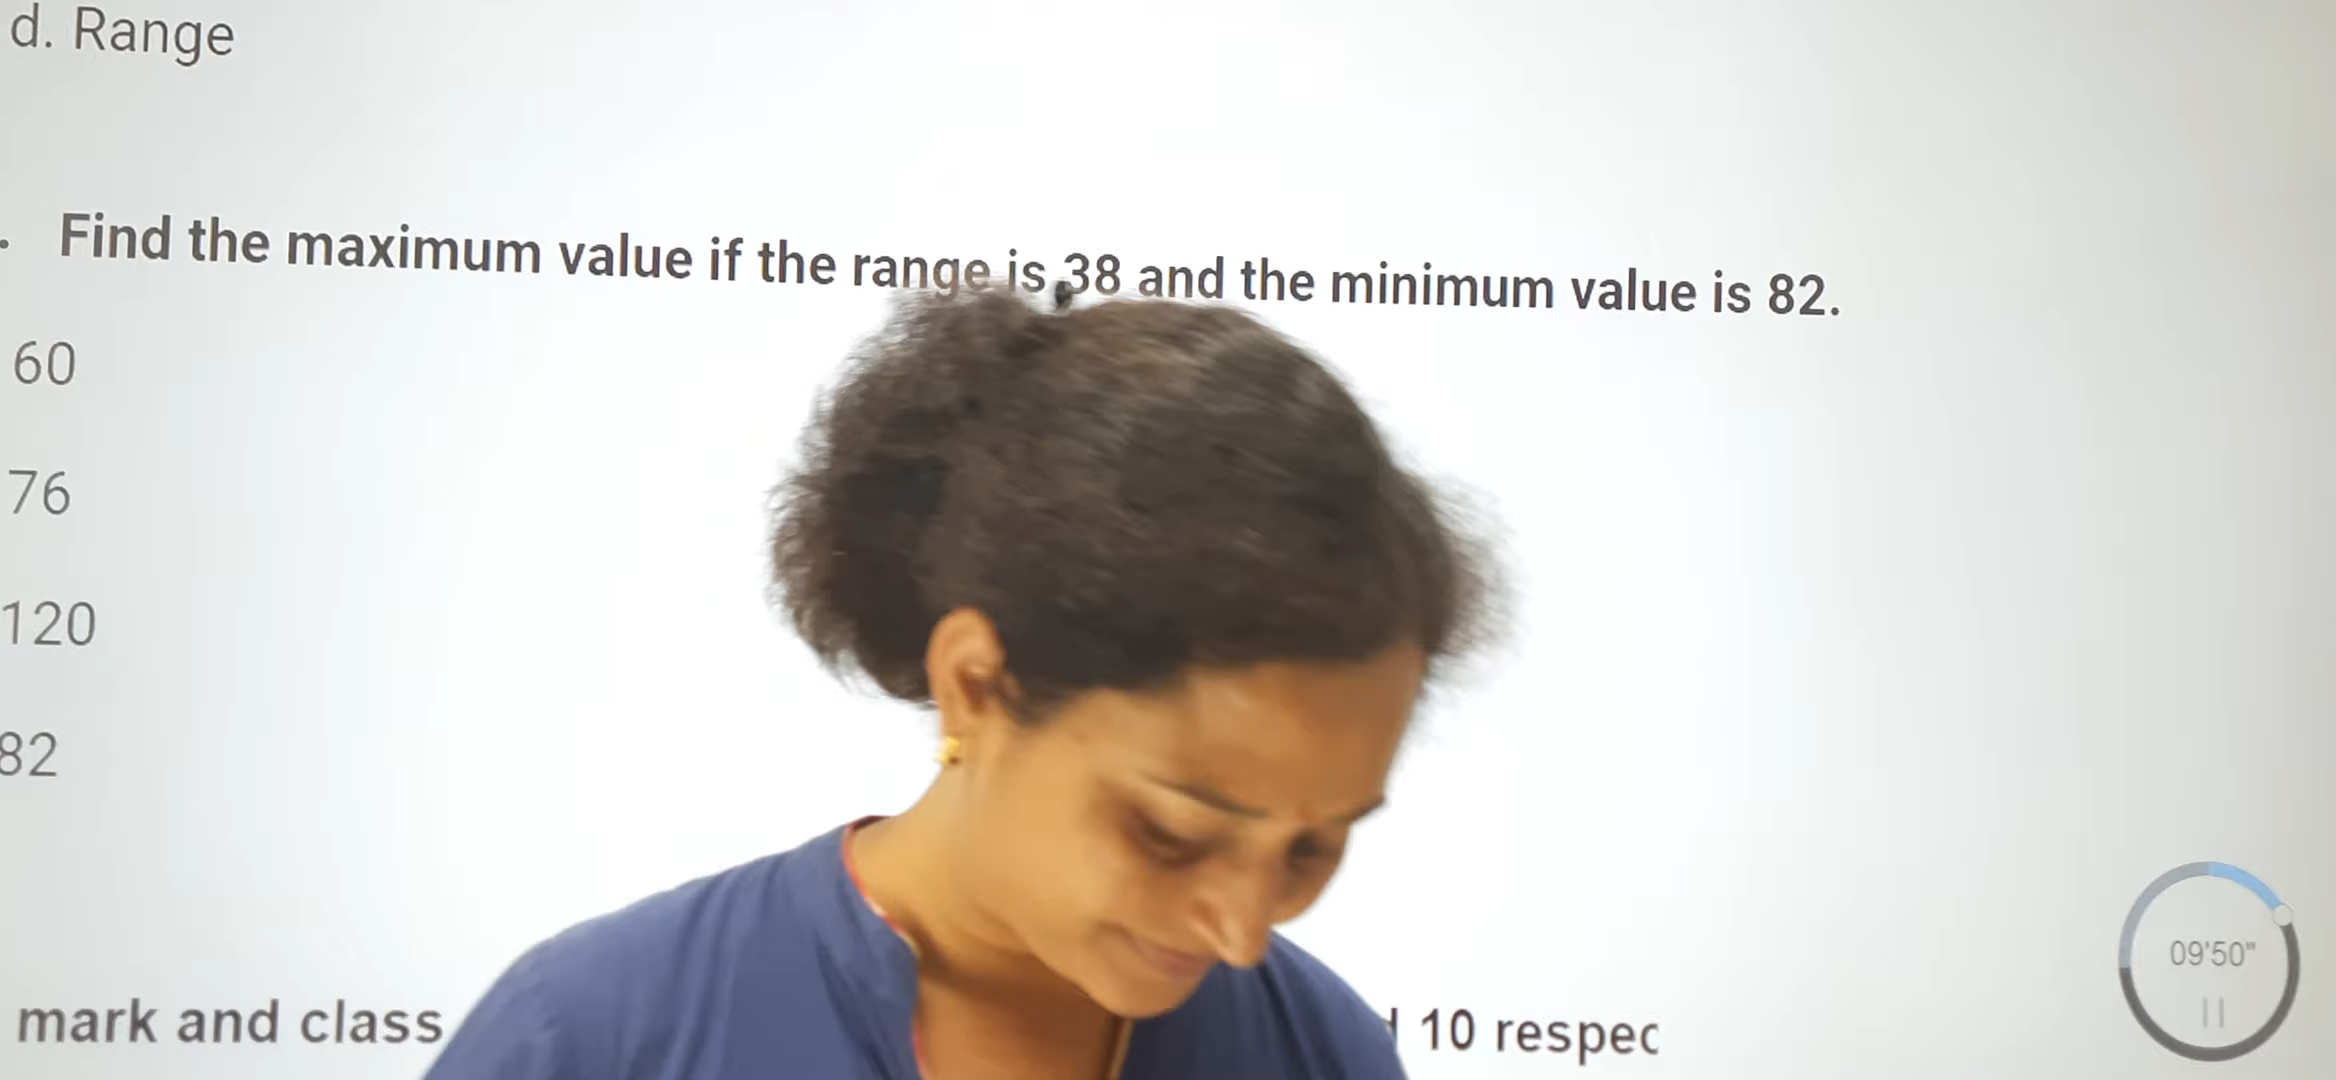 d. Range
. Find the maximum value if the range is 38 and the minimum value is 82.
60
76
120
82
mark and class 10
09'50"